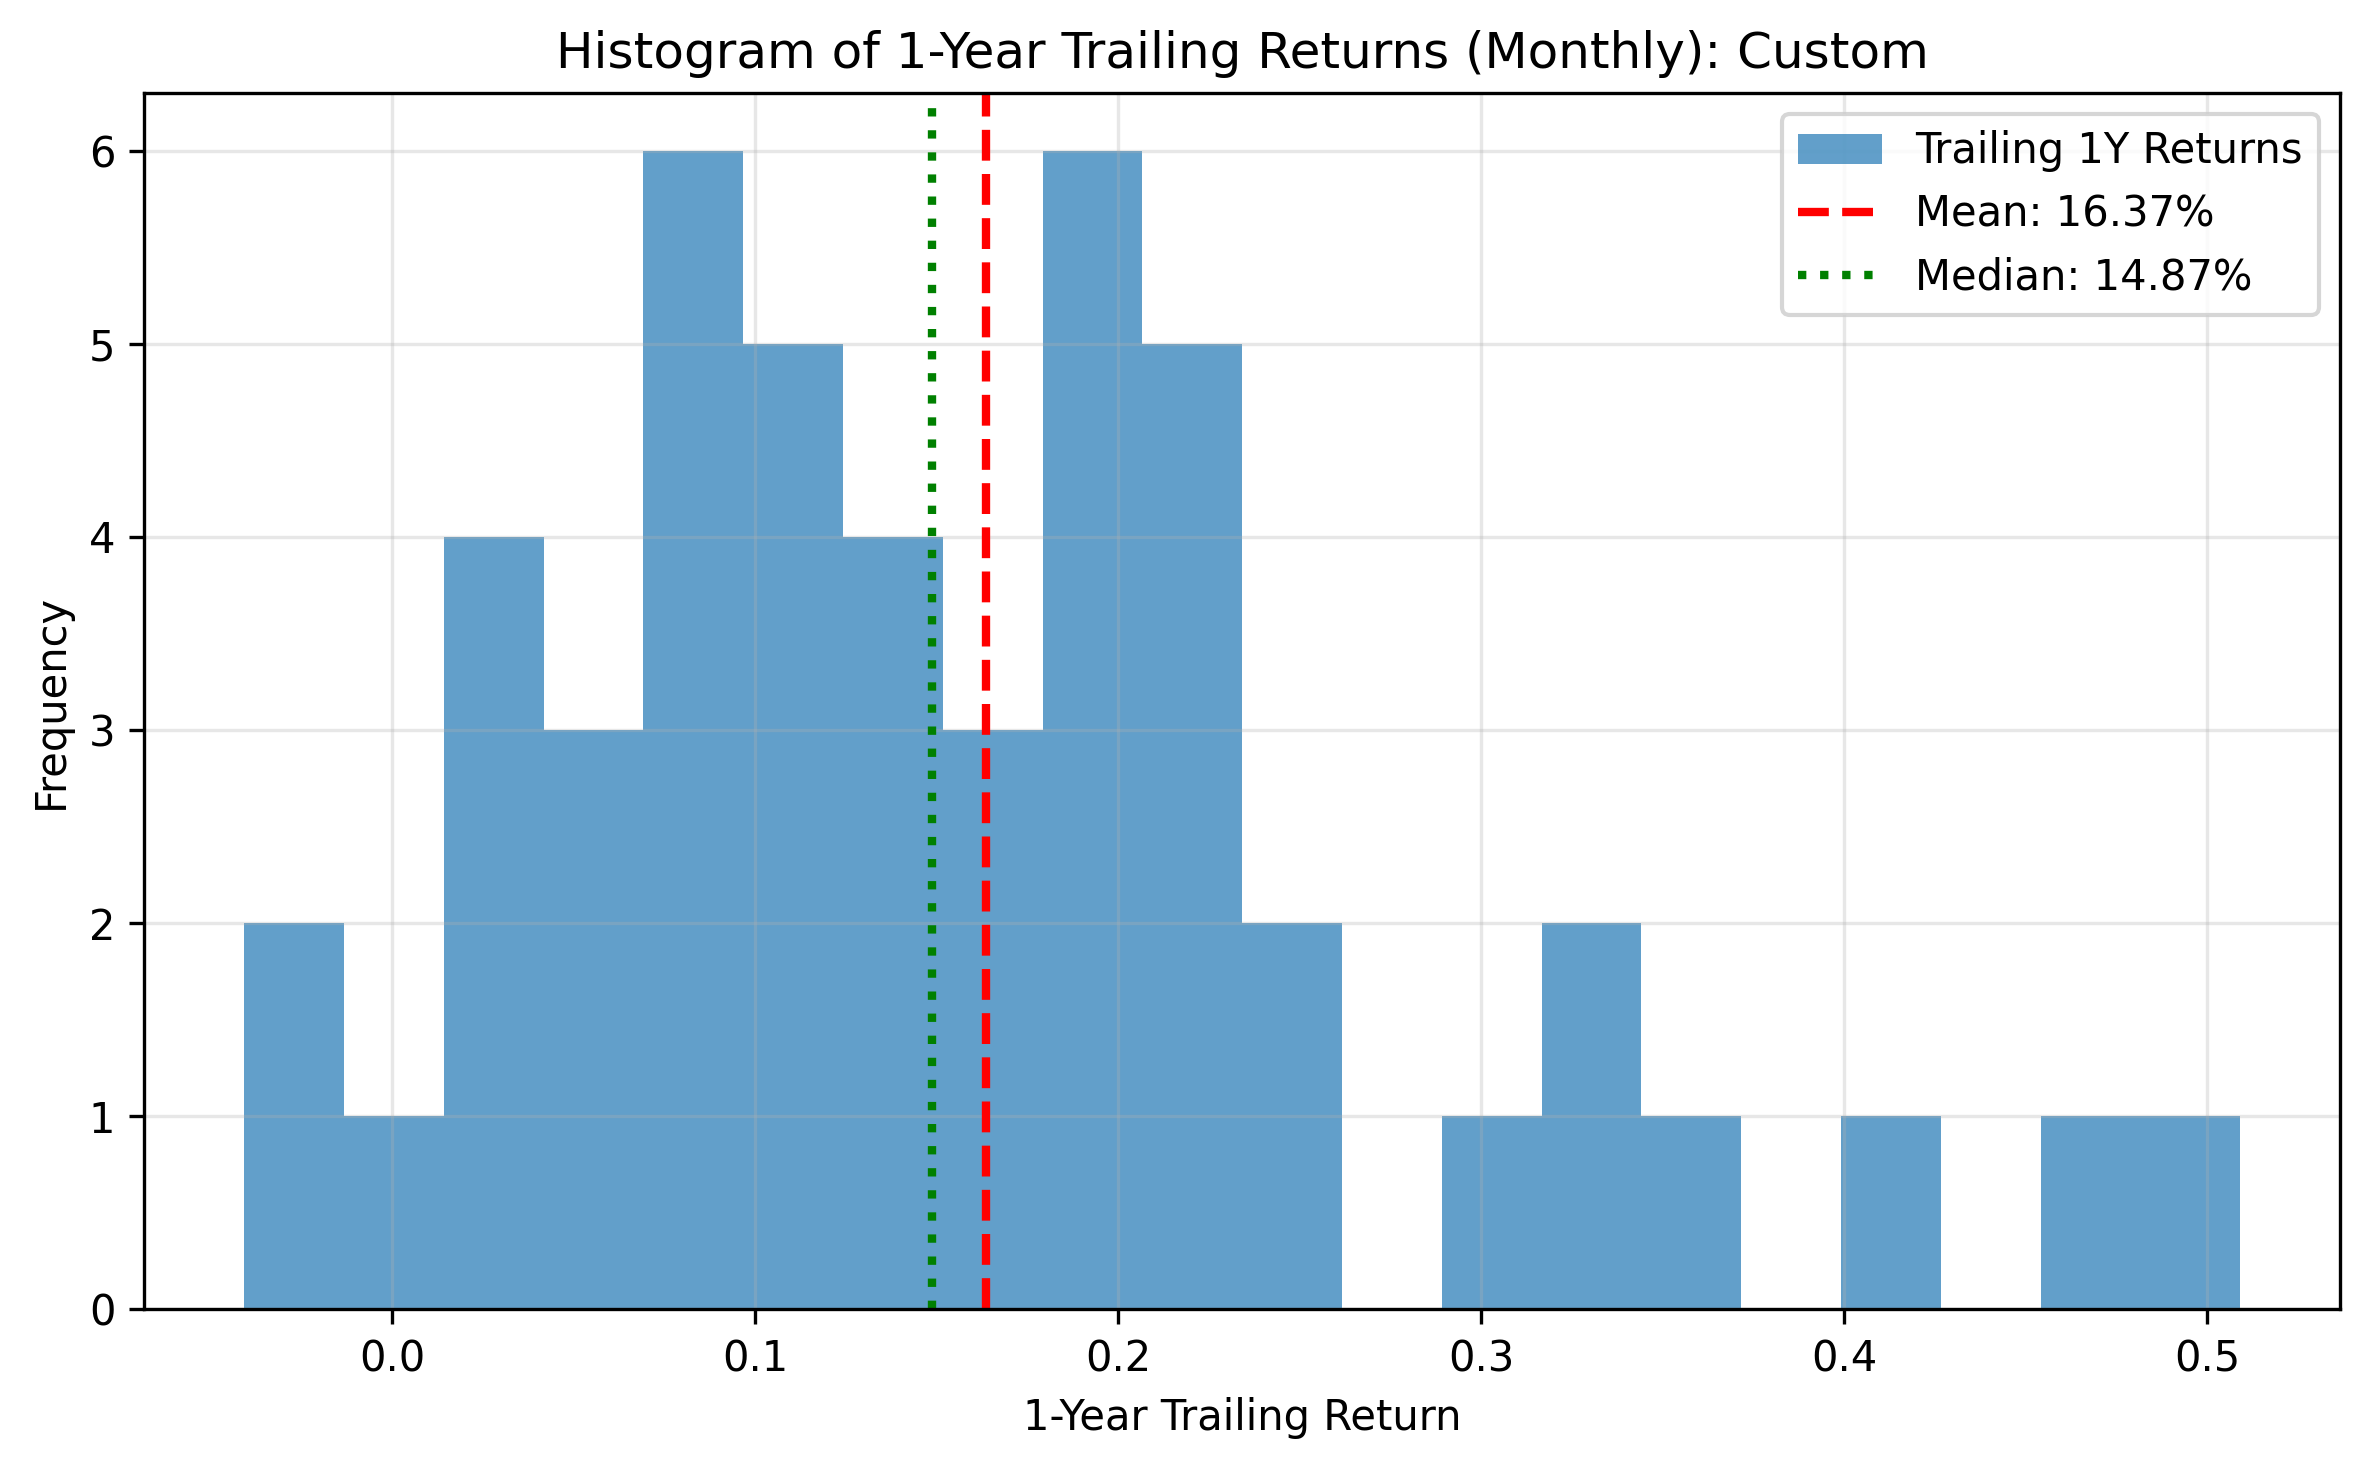 Histogram of 1-Year Trailing Returns (Monthly): Custom
Trailing 1Y Returns
Mean: 16.37%
Median: 14.87%
Frequency
6
5
4
3
2
1
0
0.0 0.1 0.2 0.3 0.4 0.5
1-Year Trailing Return